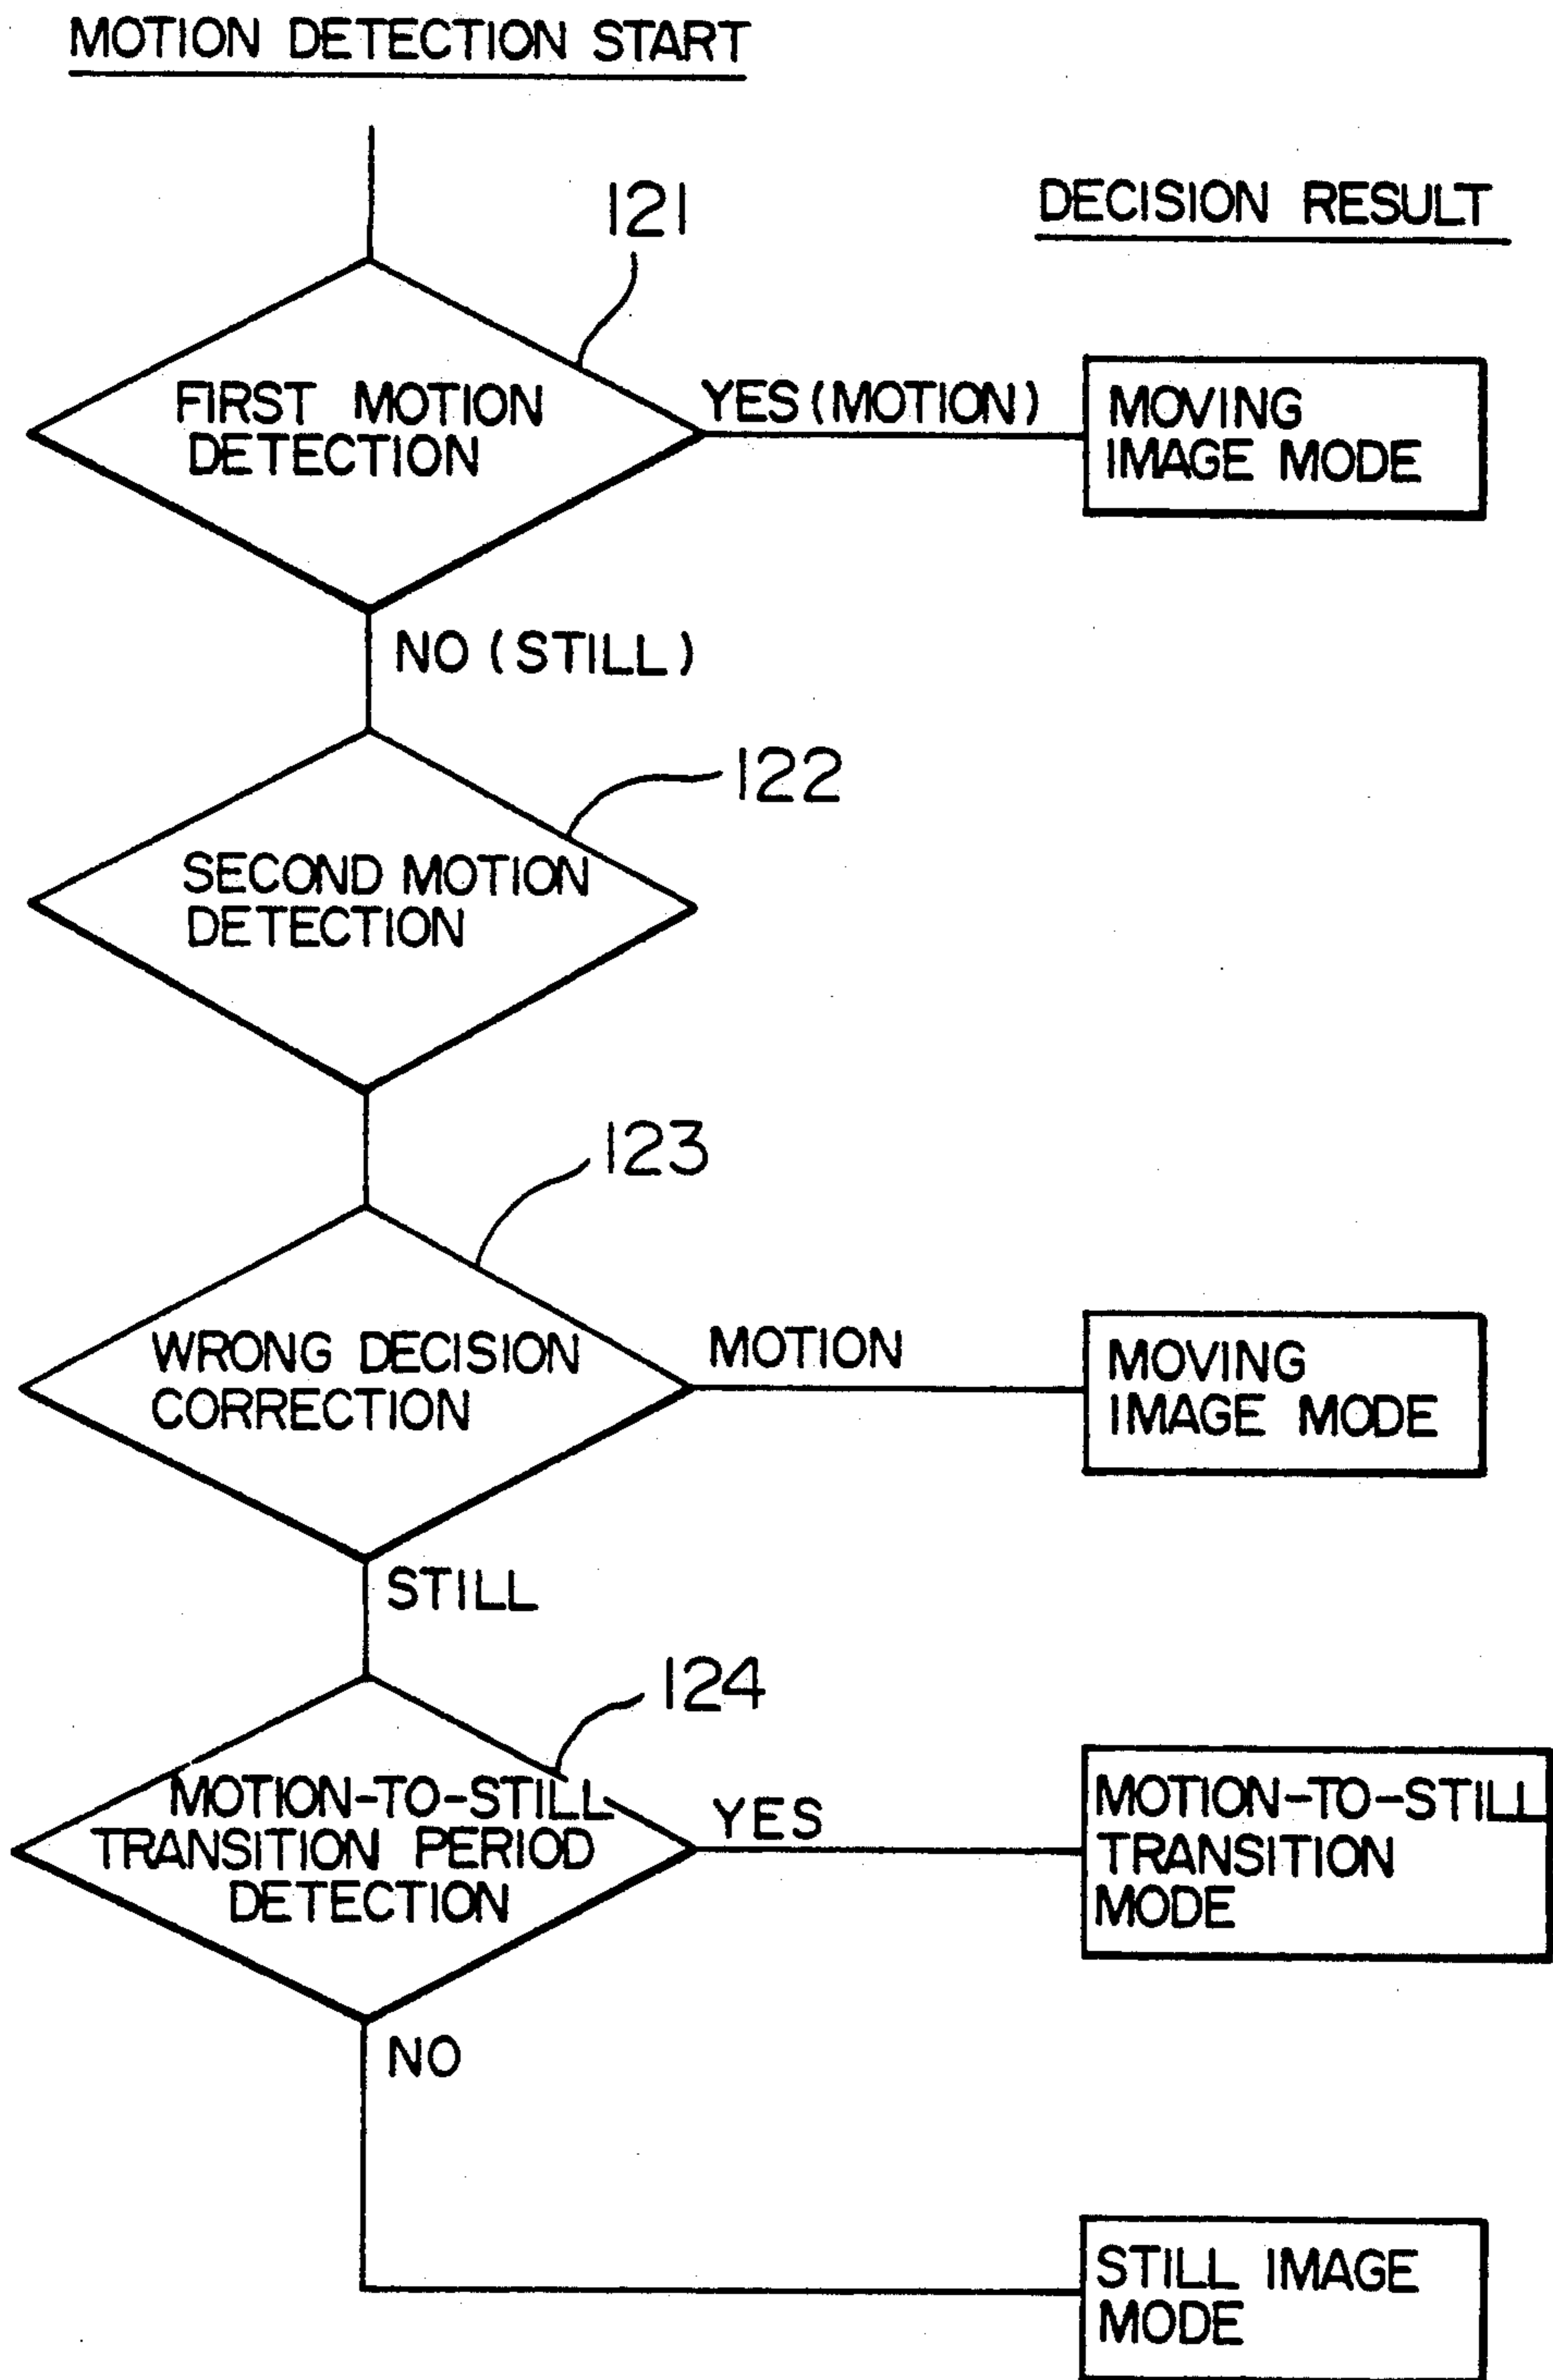 MOTION DETECTION START
DECISION RESULT
121
FIRST MOTION
DETECTION
YES (MOTION)
MOVING
IMAGE MODE
NO (STILL)
122
SECOND MOTION
DETECTION
123
WRONG DECISION
CORRECTION
MOTION
MOVING
IMAGE MODE
STILL
124
MOTION-TO-STILL
TRANSITION PERIOD
DETECTION
YES
MOTION-TO-STILL
TRANSITION
MODE
NO
STILL IMAGE
MODE